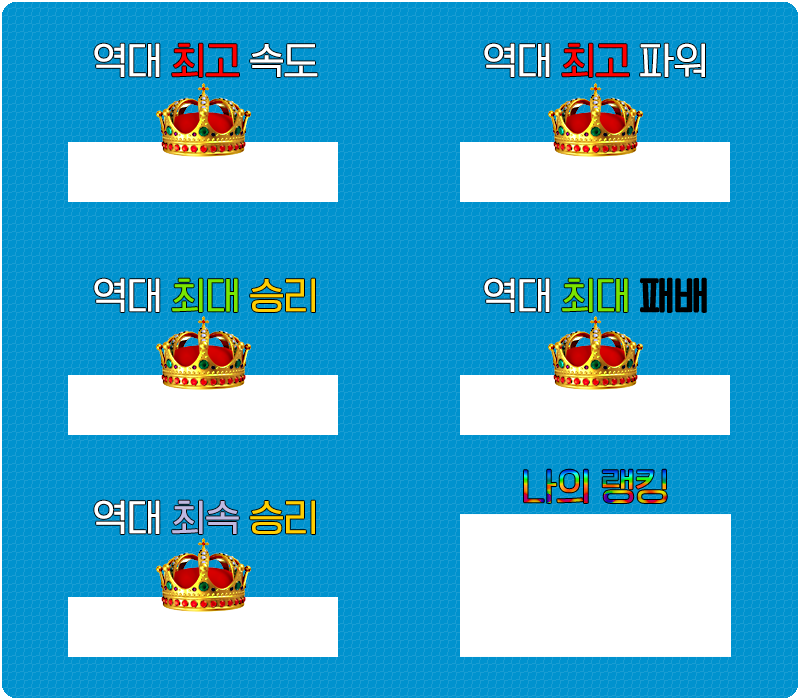 역대 최고 속도
역대 최고 파워
역대 최대 승리
역대 최대 패배
역대 최속 승리
나의 랭킹